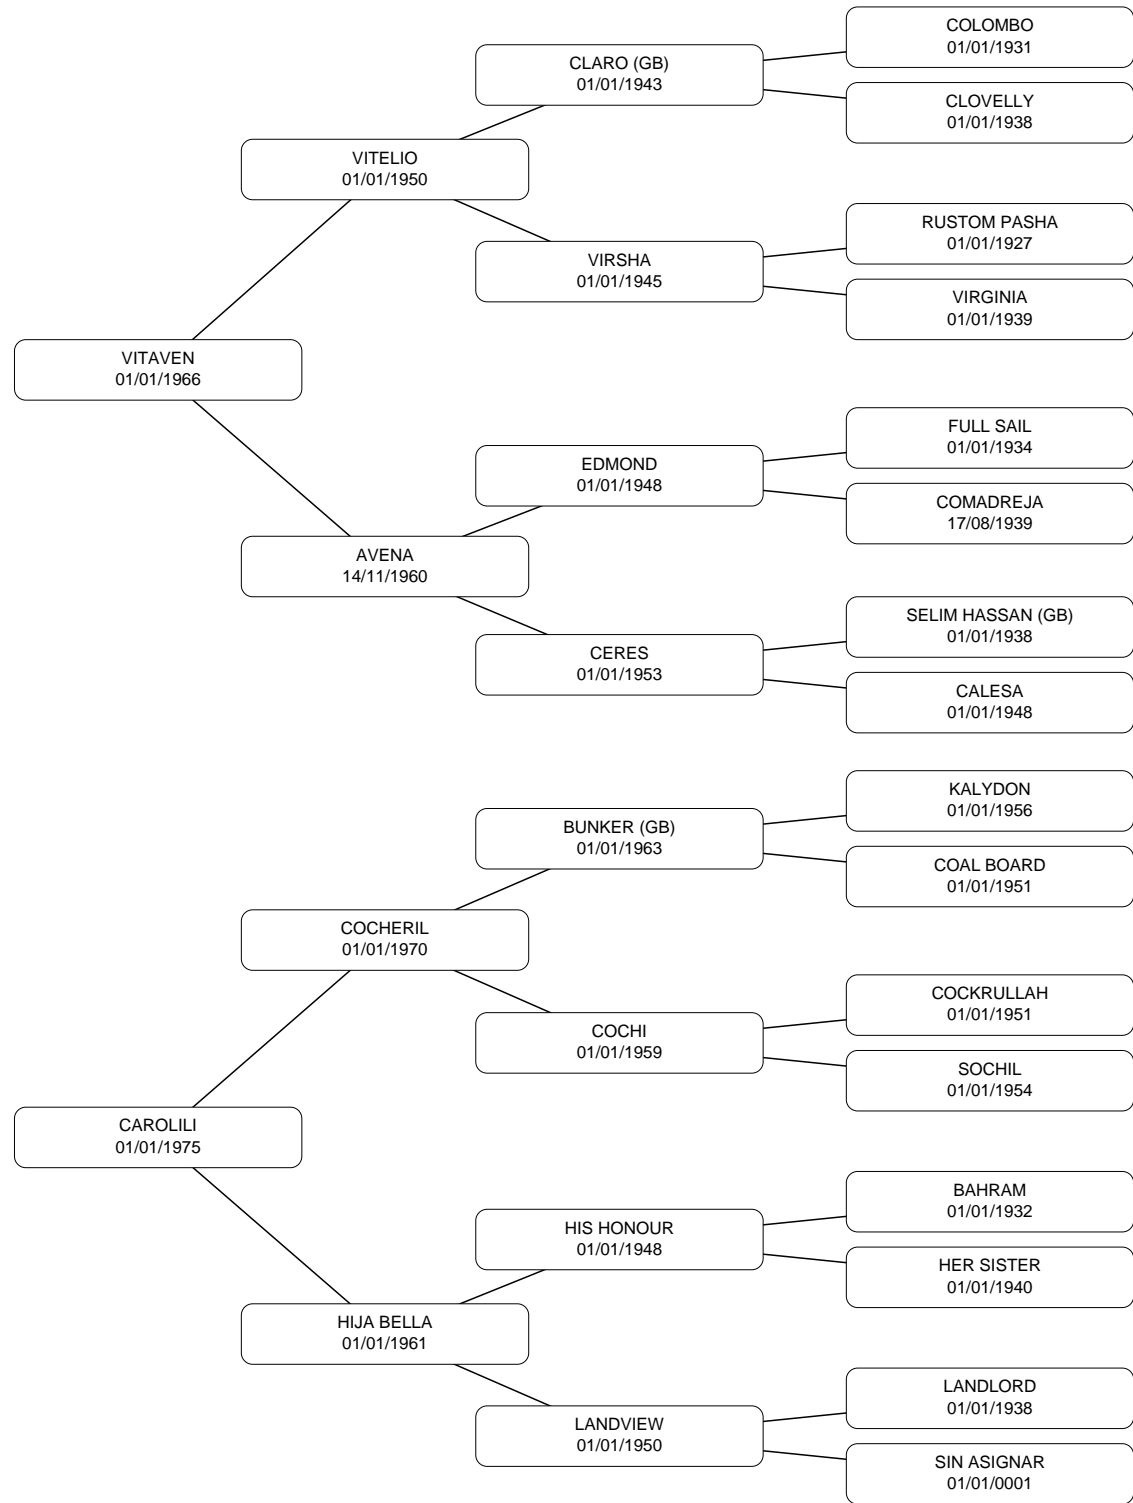 COLOMBO
01/01/1931
CLARO (GB)
01/01/1943
CLOVELLY
01/01/1938
VITELIO
01/01/1950
RUSTOM PASHA
01/01/1927
VIRSHA
01/01/1945
VIRGINIA
01/01/1939
VITAVEN
01/01/1966
FULL SAIL
01/01/1934
EDMOND
01/01/1948
COMADREJA
17/08/1939
AVENA
14/11/1960
SELIM HASSAN (GB)
01/01/1938
CERES
01/01/1953
CALESA
01/01/1948
KALYDON
01/01/1956
BUNKER (GB)
01/01/1963
COAL BOARD
01/01/1951
COCHERIL
01/01/1970
COCKRULLAH
01/01/1951
COCHI
01/01/1959
SOCHIL
01/01/1954
CAROLILI
01/01/1975
BAHRAM
01/01/1932
HIS HONOUR
01/01/1948
HER SISTER
01/01/1940
HIJA BELLA
01/01/1961
LANDLORD
01/01/1938
LANDVIEW
01/01/1950
SIN ASIGNAR
01/01/0001